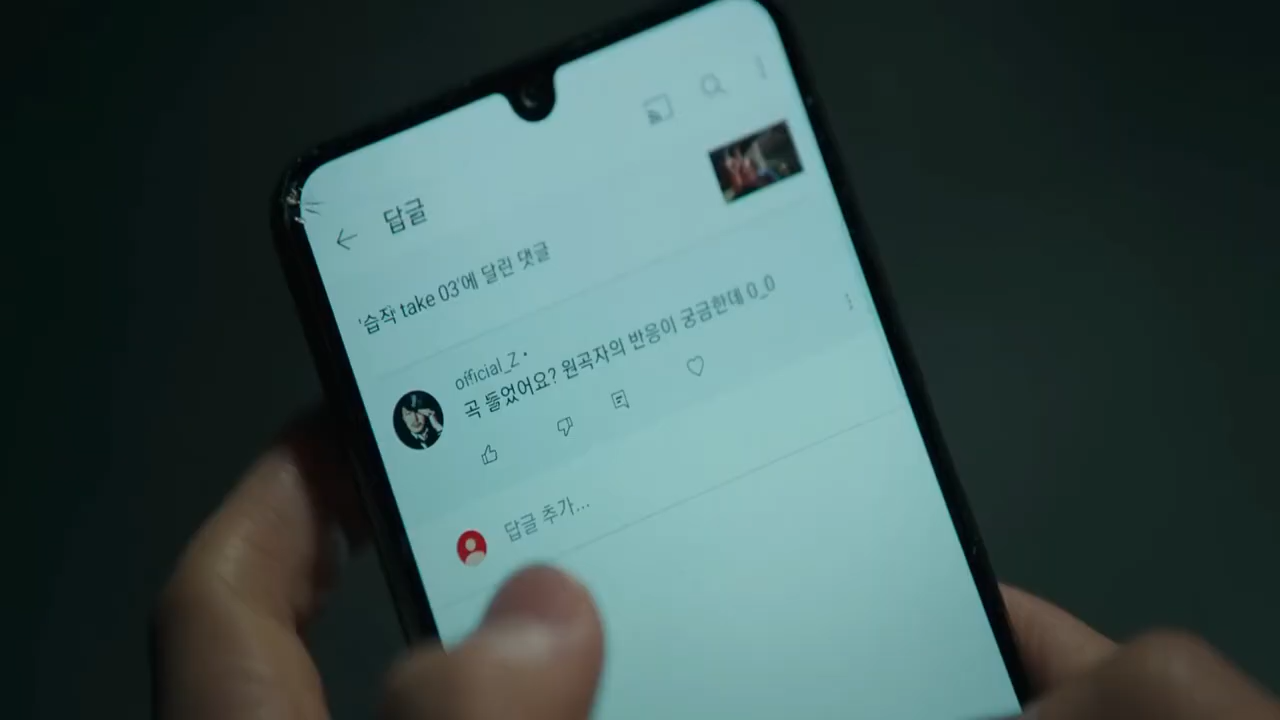 답글
'습작 take 03'에 달린 댓글
official_Z •
곡 들었어요? 원곡자의 반응이 궁금한데 0_0
답글 추가...